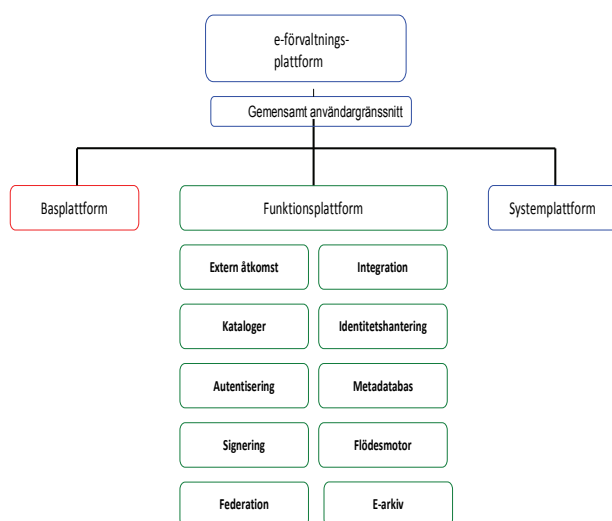 e-förvaltnings-
plattform
Gemensamt användargränssnitt
Basplattform
Funktionsplattform
Systemplattform
Extern åtkomst
Integration
Kataloger
Identitetshantering
Autentisering
Metadatabas
Signering
Flödesmotor
Federation
E-arkiv